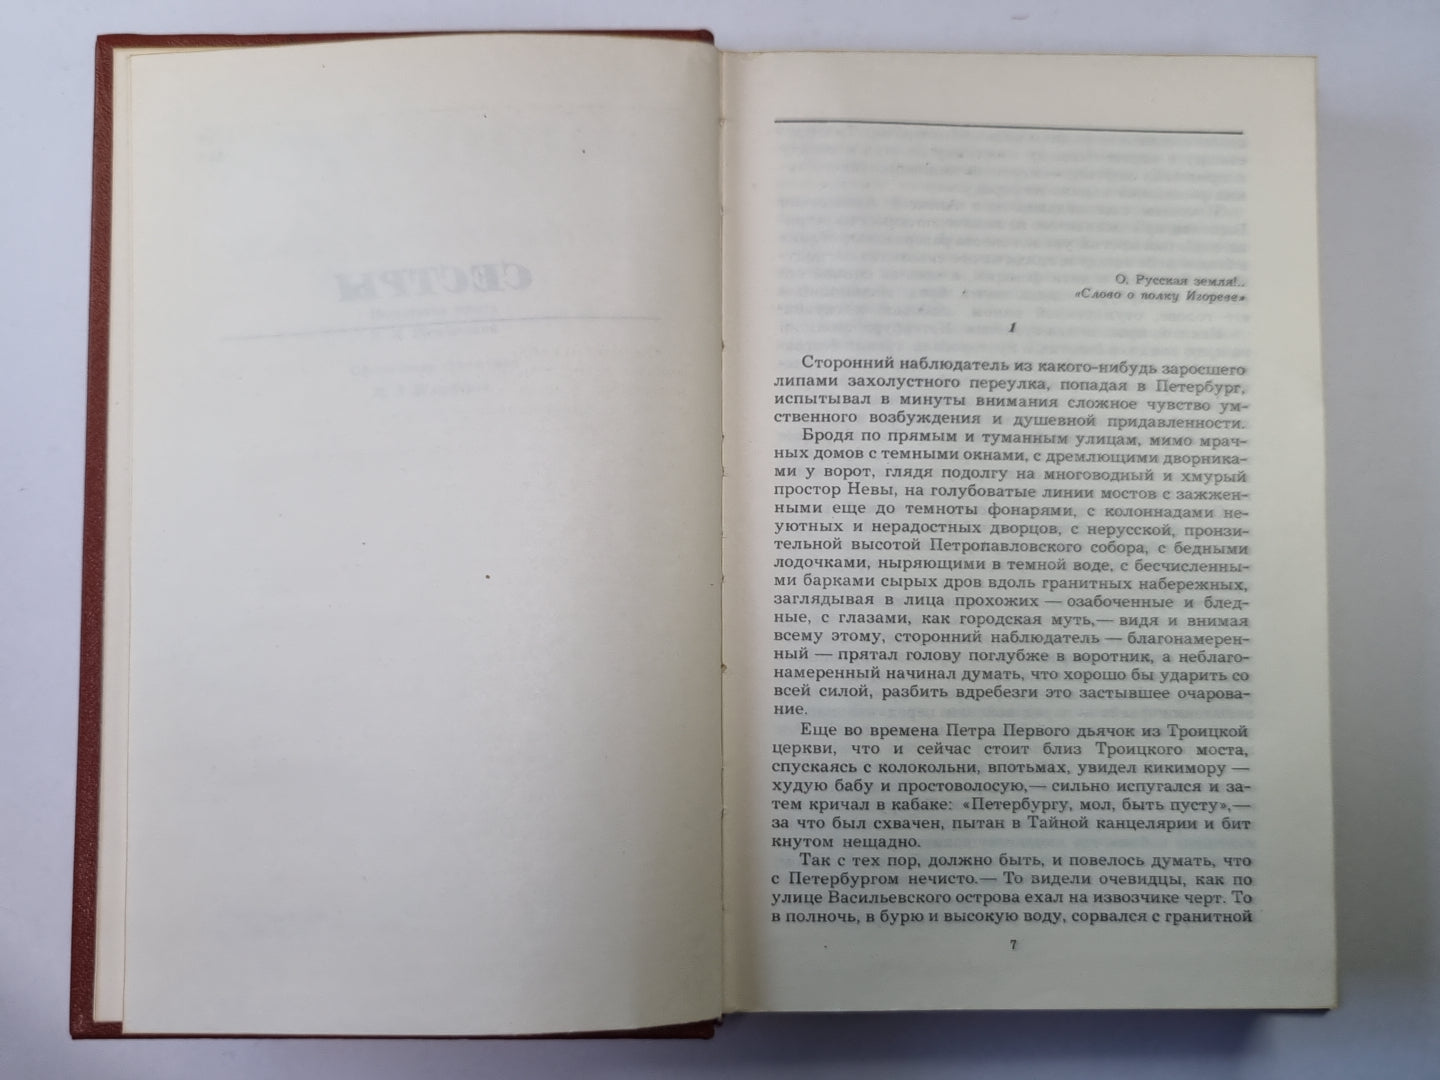 СЕСТРЫ
О, Русская земля!..
«Слово о полку Игореве»
1
Сторонний наблюдатель из какого-нибудь заросшего
липами захолустного переулка, попадая в Петербург,
испытывал в минуты внимания сложное чувство ум-
ственного возбуждения и душевной придавленности.
Бродя по прямым и туманным улицам, мимо мрач-
ных домов с темными окнами, с дремлющими дворника-
ми у ворот, глядя подолгу на многоводный и хмурый
простор Невы, на голубоватые линии мостов с зажжен-
ными еще до темноты фонарями, с колоннадами не-
уютных и нерадостных дворцов, с нерусской, пронзи-
тельной высотой Петропавловского собора, с бедными
лодочками, ныряющими в темной воде, с бесчисленны-
ми барками сырых дров вдоль гранитных набережных,
заглядывая в лица прохожих — озабоченные и блед-
ные, с глазами, как городская муть,— видя и внимая
всему этому, сторонний наблюдатель — благонамерен-
ный — прятал голову поглубже в воротник, а неблаго-
намеренный начинал думать, что хорошо бы ударить со
всей силой, разбить вдребезги это застывшее очарова-
ние.
Еще во времена Петра Первого дьячок из Троицкой
церкви, что и сейчас стоит близ Троицкого моста,
спускаясь с колокольни, впотьмах, увидел кикимору —
худую бабу и простоволосую,— сильно испугался и за-
тем кричал в кабаке: «Петербургу, мол, быть пусту»,—
за что был схвачен, пытан в Тайной канцелярии и бит
кнутом нещадно.
Так с тех пор, должно быть, и повелось думать, что
с Петербургом нечисто.— То видели очевидцы, как по
улице Васильевского острова ехал на извозчике черт. То
в полночь, в бурю и высокую воду, сорвался с гранитной
7